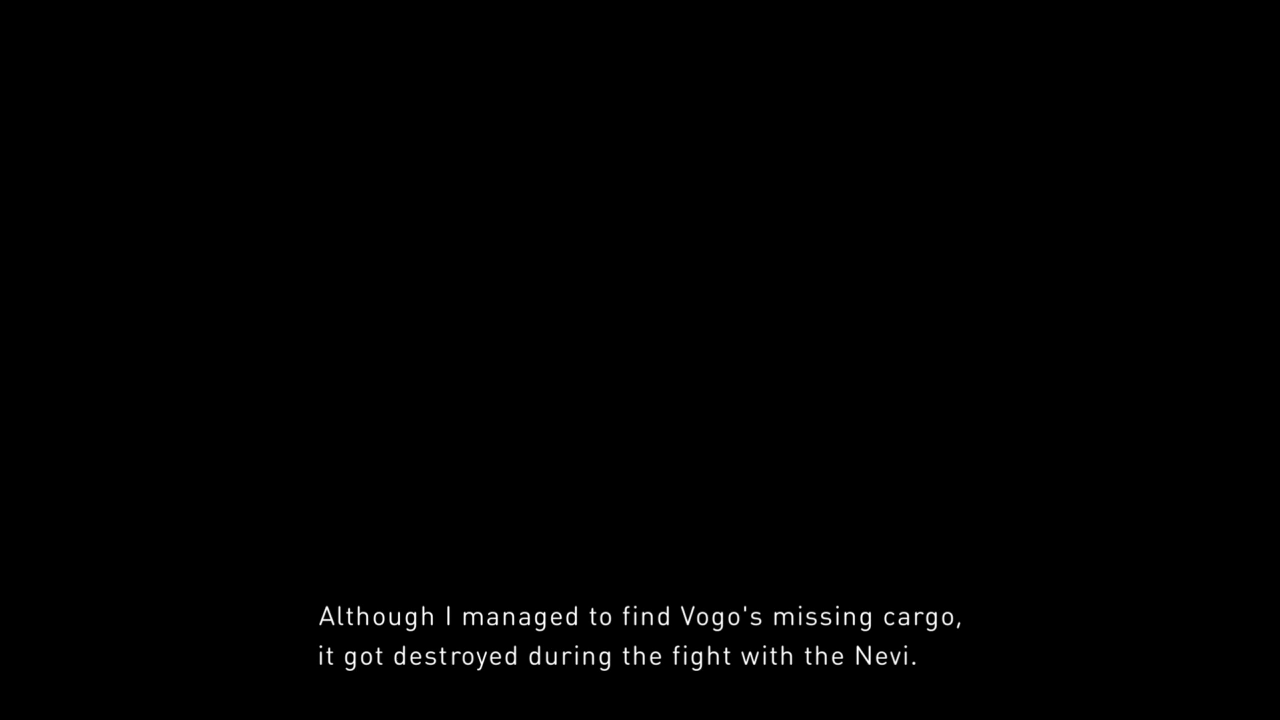 Although I managed to find Vogo's missing cargo,
it got destroyed during the fight with the Nevi.